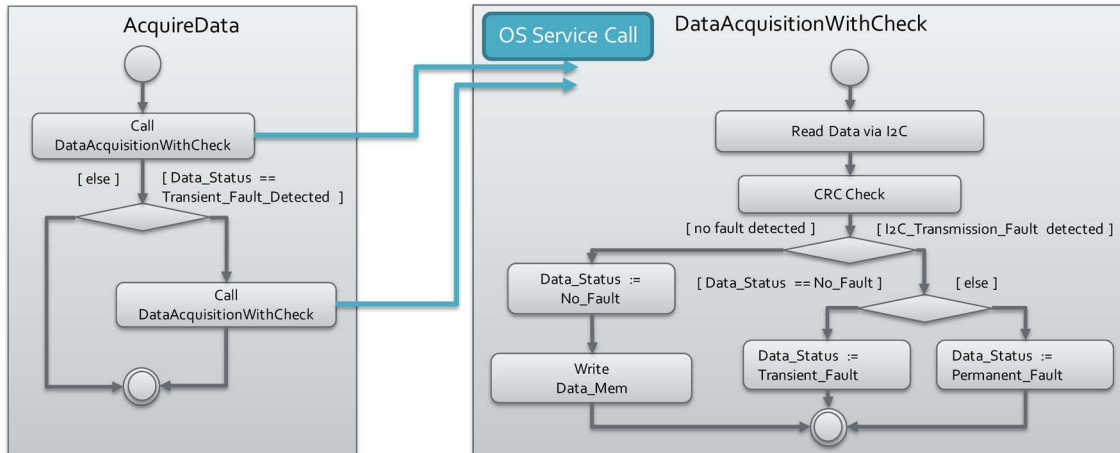 AcquireData
Call
DataAcquisitionWithCheck
[ else ]
[ Data_Status ==
Transient_Fault_Detected ]
Call
DataAcquisitionWithCheck
OS Service Call
DataAcquisitionWithCheck
Read Data via I2C
CRC Check
[ no fault detected ]
[ I2C_Transmission_Fault detected ]
Data_Status :=
No_Fault
[ Data_Status == No_Fault ]
[ else ]
Write
Data_Mem
Data_Status :=
Transient_Fault
Data_Status :=
Permanent_Fault